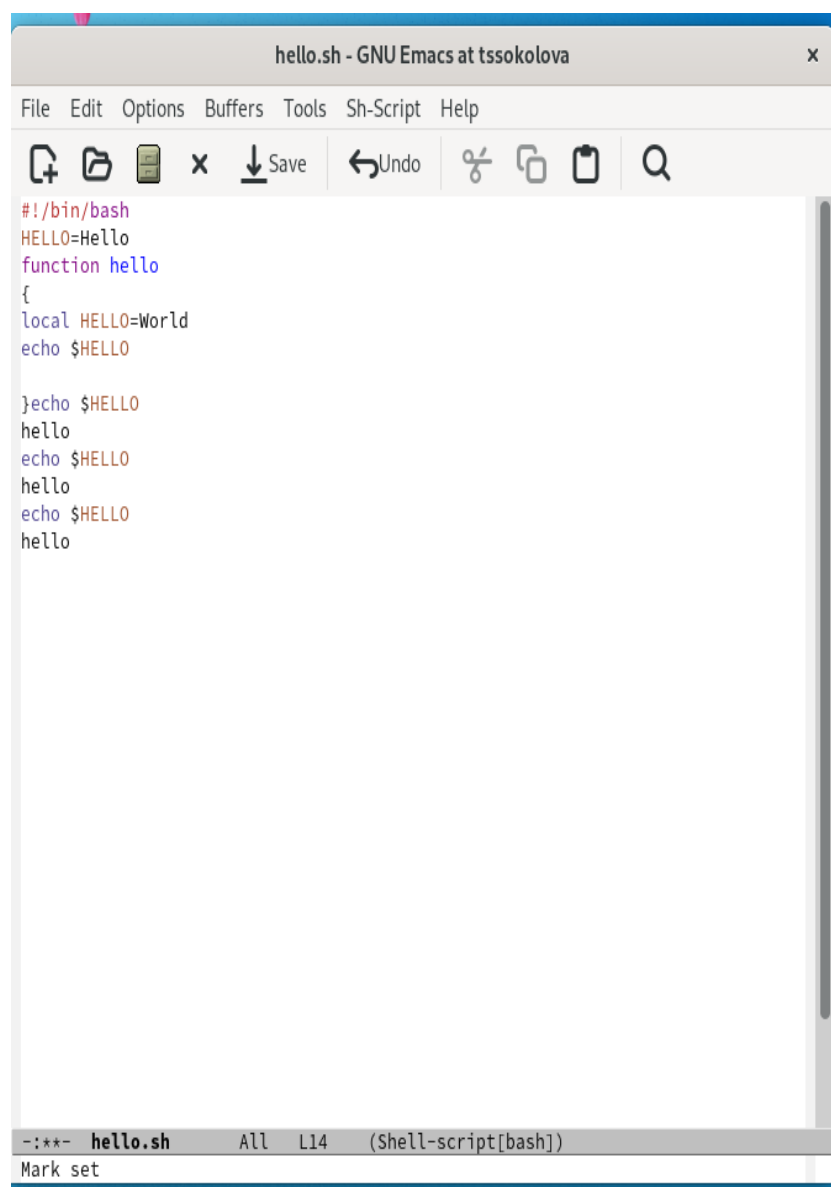 hello.sh - GNU Emacs at tssokolova x
File Edit Options Buffers Tools Sh-Script Help
Save Undo
#!/bin/bash
HELLO=Hello
function hello
{
local HELLO=World
echo $HELLO
}echo $HELLO
hello
echo $HELLO
hello
echo $HELLO
hello
-:**- hello.sh All L14 (Shell-script[bash])
Mark set